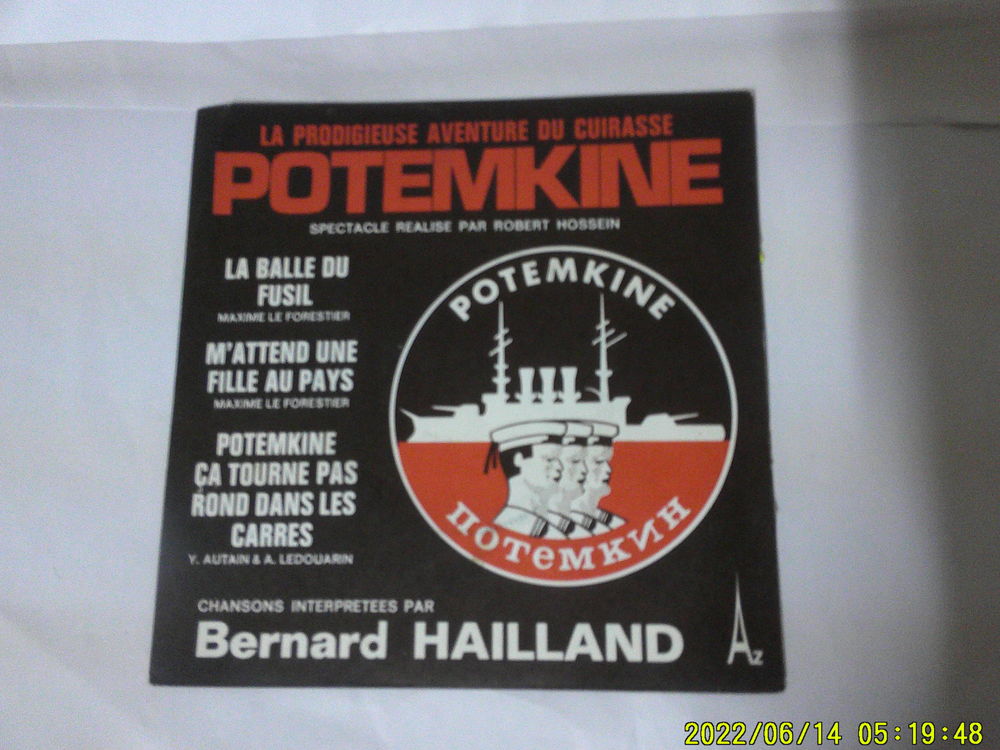 LA PRODIGIEUSE AVENTURE DU CUIRASSE
POTEMKINE
SPECTACLE REALISE PAR ROBERT HOSSEIN
LA BALLE DU
FUSIL
MAXIME LE FORESTIER
M'ATTEND UNE
FILLE AU PAYS
MAXIME LE FORESTIER
POTEMKINE
ÇA TOURNE PAS
ROND DANS LES
CARRES
Y. AUTAIN & A. LEDOUARIN
POTEMKINE
ПОТЕМКИН
CHANSONS INTERPRETEES PAR
Bernard HAILLAND
AZ
2022/06/14 05:19:48